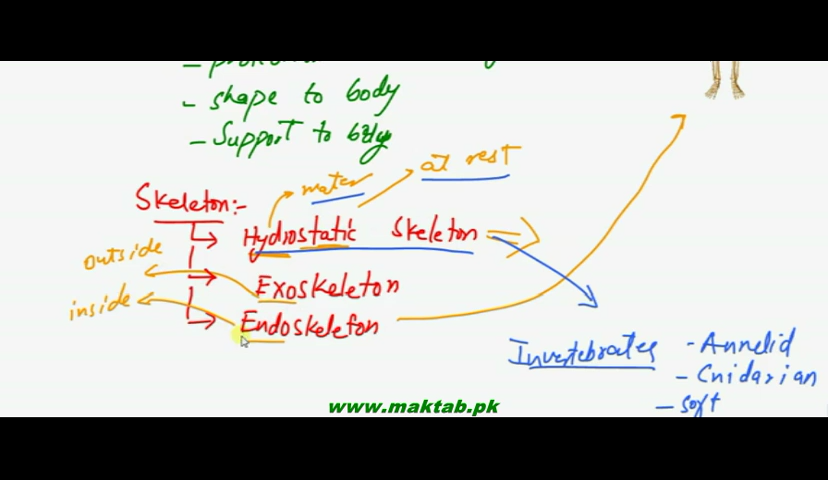 - shape to body
- Support to body
Skeleton:-
water
at rest
Hydrostatic Skeleton
outside
Exoskeleton
inside
Endoskeleton
Invertebrates - Annelid
- Cnidarian
- soft
www.maktab.pk